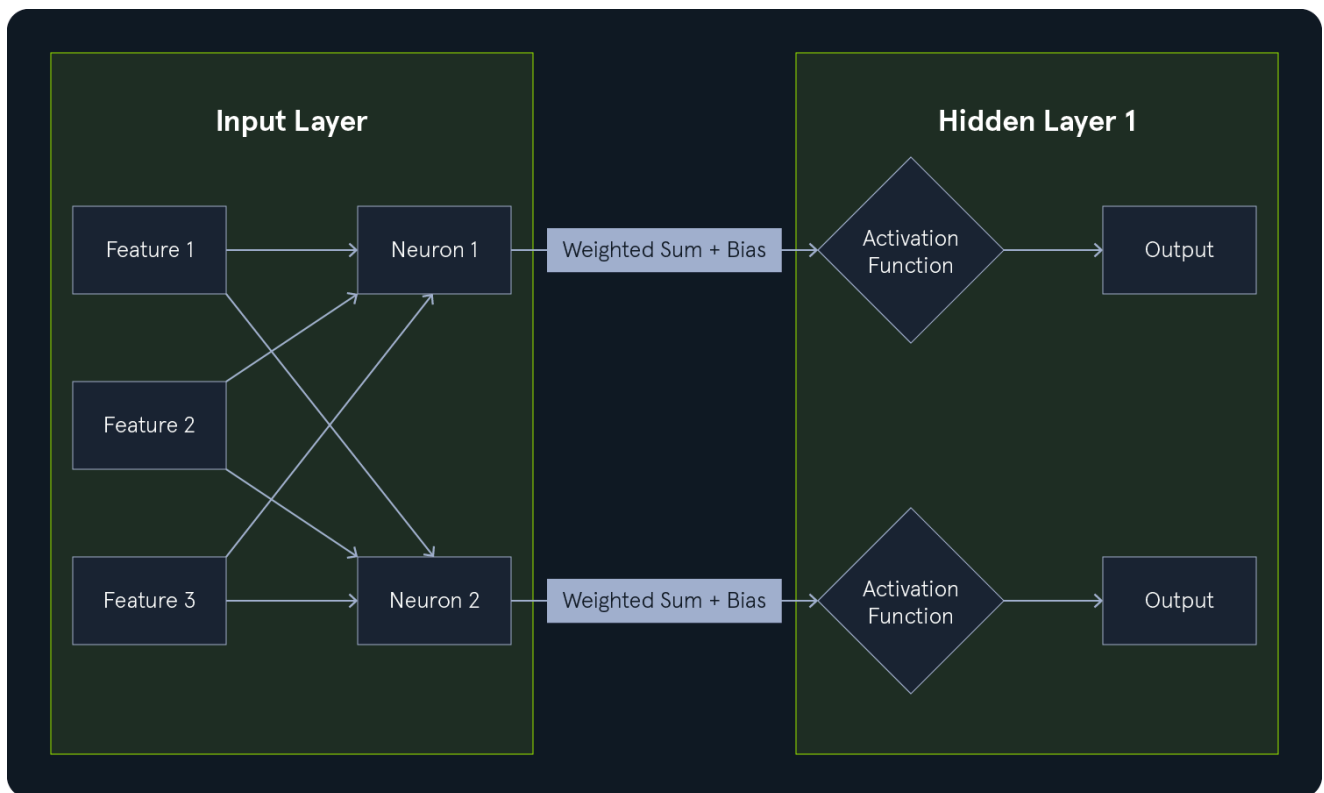 Input Layer
Hidden Layer 1
Feature 1
Neuron 1
Weighted Sum + Bias
Activation
Function
Output
Feature 2
Feature 3
Neuron 2
Weighted Sum + Bias
Activation
Function
Output